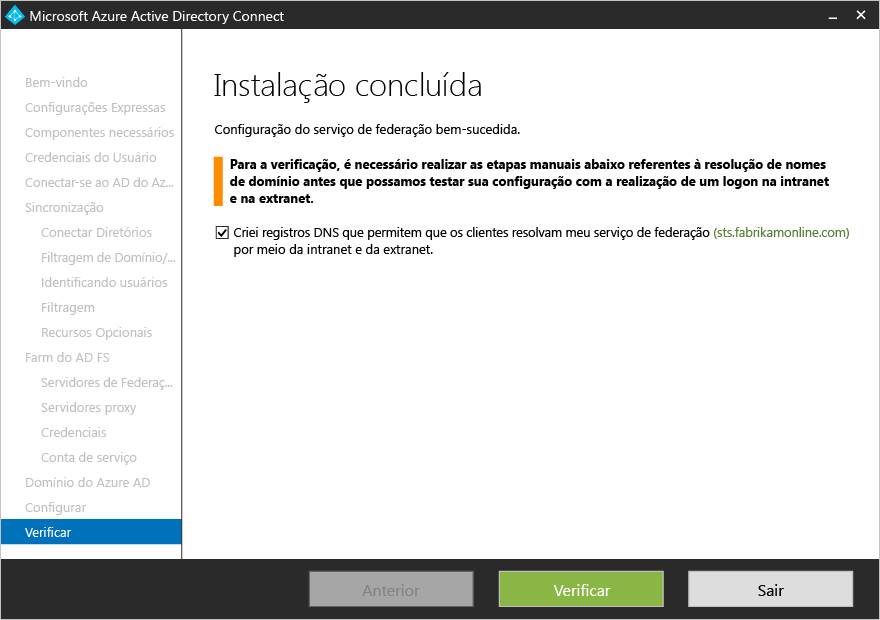 Microsoft Azure Active Directory Connect
Bem-vindo
Configurações Expressas
Componentes necessários
Credenciais do Usuário
Conectar-se ao AD do Az...
Sincronização
Conectar Diretórios
Filtragem de Domínio/...
Identificando usuários
Filtragem
Recursos Opcionais
Farm do AD FS
Servidores de Federaç...
Servidores proxy
Credenciais
Conta de serviço
Domínio do Azure AD
Configurar
Verificar
Instalação concluída
Configuração do serviço de federação bem-sucedida.
Para a verificação, é necessário realizar as etapas manuais abaixo referentes à resolução de nomes
de domínio antes que possamos testar sua configuração com a realização de um logon na intranet
e na extranet.
Criei registros DNS que permitem que os clientes resolvam meu serviço de federação (sts.fabrikamonline.com)
por meio da intranet e da extranet.
Anterior
Verificar
Sair